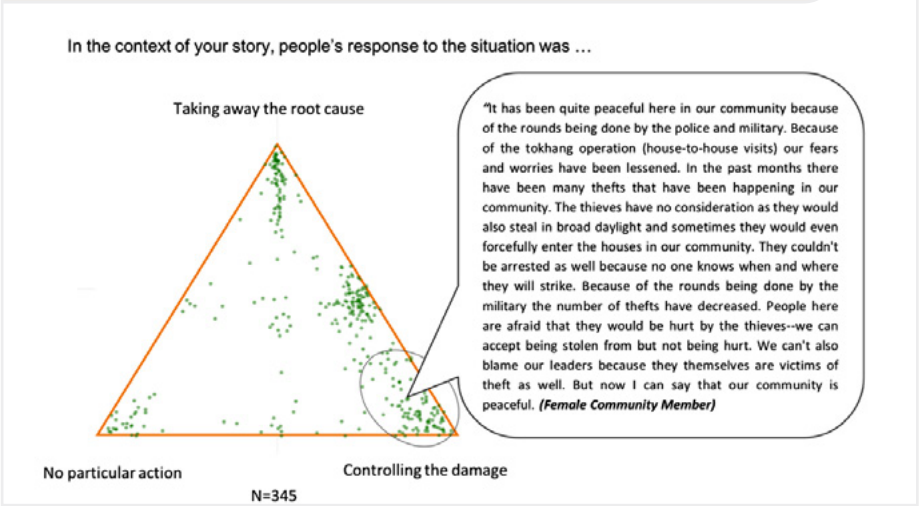 In the context of your story, people's response to the situation was ...
Taking away the root cause
"It has been quite peaceful here in our community because
of the rounds being done by the police and military. Because
of the tokhang operation (house-to-house visits) our fears
and worries have been lessened. In the past months there
have been many thefts that have been happening in our
community. The thieves have no consideration as they would
also steal in broad daylight and sometimes they would even
forcefully enter the houses in our community. They couldn't
be arrested as well because no one knows when and where
they will strike. Because of the rounds being done by the
military the number of thefts have decreased. People here
are afraid that they would be hurt by the thieves--we can
accept being stolen from but not being hurt. We can't also
blame our leaders because they themselves are victims of
theft as well. But now I can say that our community is
peaceful. (Female Community Member)
No particular action
Controlling the damage
N=345